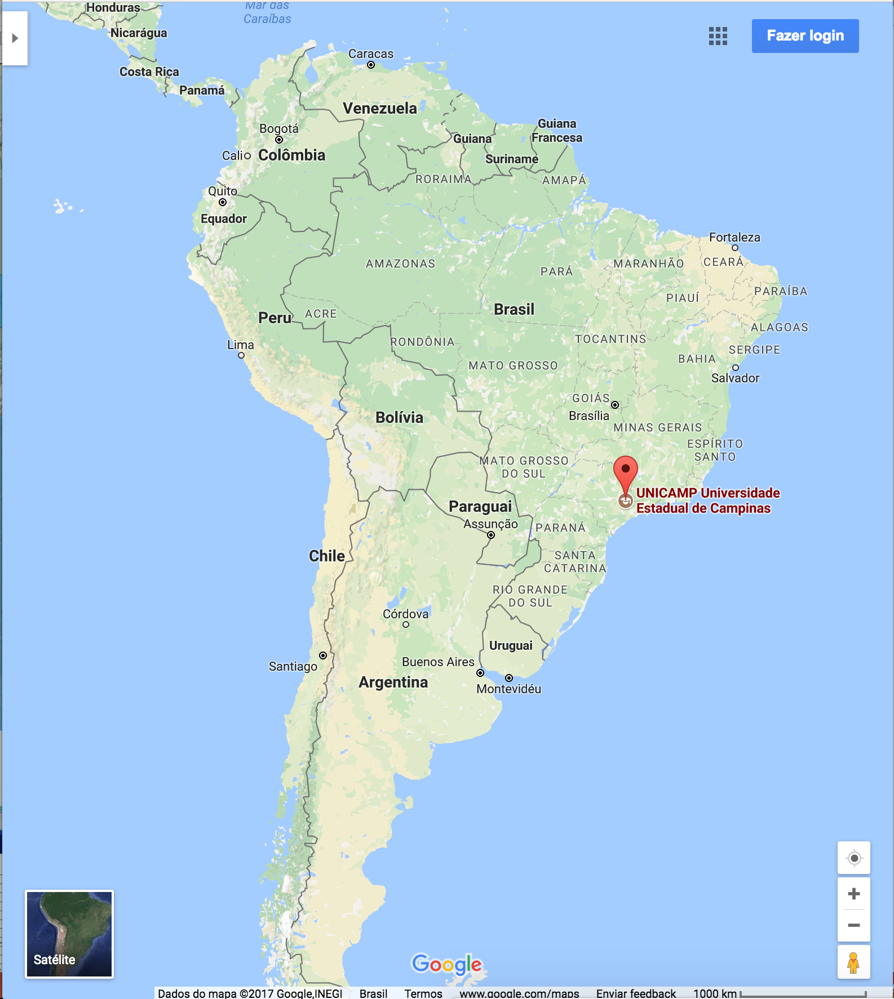 Honduras
Mar das
Caraíbas
Nicarágua
Fazer login
Caracas
Costa Rica
Panamá
Venezuela
Guiana
Francesa
Bogotá
Guiana
Cali
Colômbia
Suriname
RORAIMA
AMAPÁ
Quito
Equador
Fortaleza
AMAZONAS
MARANHÃO
CEARÁ
PARÁ
PARAÍBA
PIAUÍ
Brasil
ACRE
Peru
ALAGOAS
TOCANTINS
RONDÔNIA
Lima
SERGIPE
BAHIA
MATO GROSSO
Salvador
GOIÁS
Brasília
Bolívia
MINAS GERAIS
ESPÍRITO
SANTO
MATO GROSSO
DO SUL
UNICAMP Universidade
Estadual de Campinas
Paraguai
Assunção
PARANÁ
Chile
SANTA
CATARINA
RIO GRANDE
DO SUL
Córdova
Uruguai
Buenos Aires
Santiago
Argentina
Montevidéu
Satélite
Google
Dados do mapa ©2017 Google,INEGI Brasil Termos www.google.com/maps Enviar feedback 1000 km